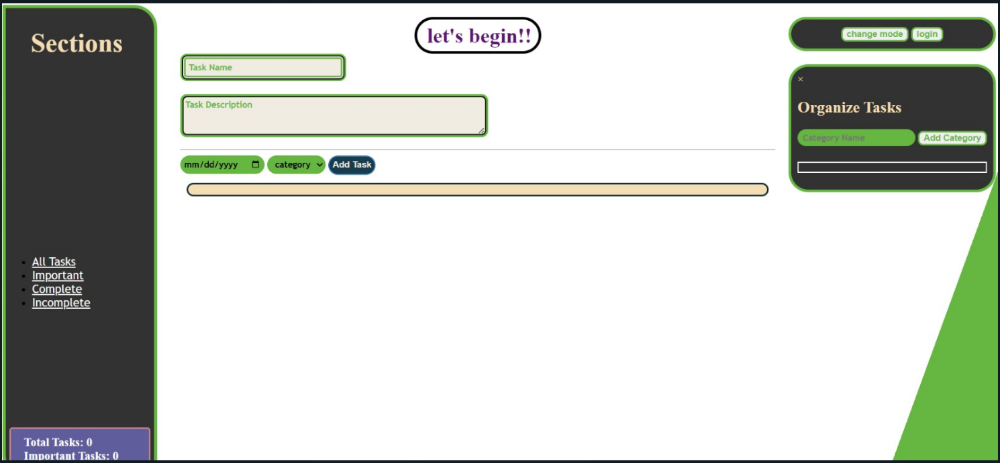 Sections
All Tasks
Important
Complete
Incomplete
Total Tasks: 0
Important Tasks: 0
let's begin!!
Task Name
Task Description
mm/dd/yyyy category Add Task
change mode login
×
Organize Tasks
Category Name Add Category